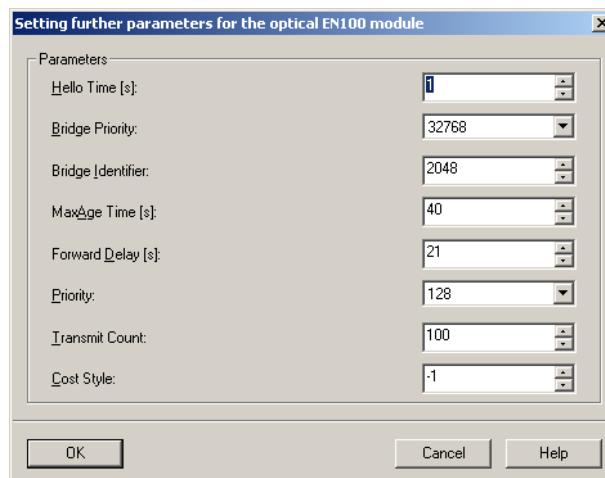 Setting further parameters for the optical EN100 module
Parameters
Hello Time [s]: 1
Bridge Priority: 32768
Bridge Identifier: 2048
MaxAge Time [s]: 40
Forward Delay [s]: 21
Priority: 128
Transmit Count: 100
Cost Style: -1
OK Cancel Help